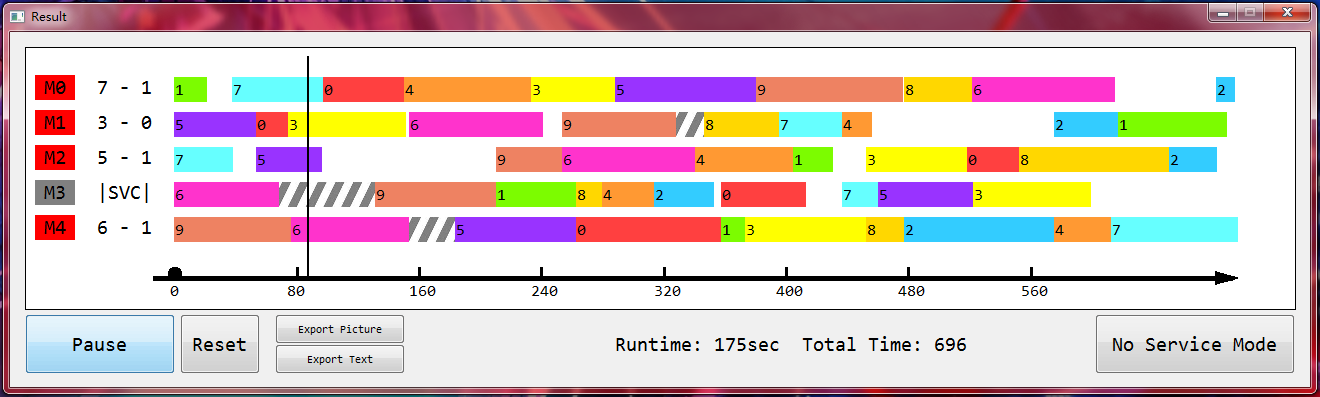 Result
M0 7 - 1 1 7 0 4 3 5 9 8 6 2
M1 3 - 0 5 0 3 6 9 8 7 4 2 1
M2 5 - 1 7 5 9 6 4 1 3 0 8 2
M3 |SVC| 6 9 1 8 4 2 0 7 5 3
M4 6 - 1 9 6 5 0 1 3 8 2 4 7
0 80 160 240 320 400 480 560
Pause Reset Export Picture Runtime: 175sec Total Time: 696 No Service Mode
Export Text